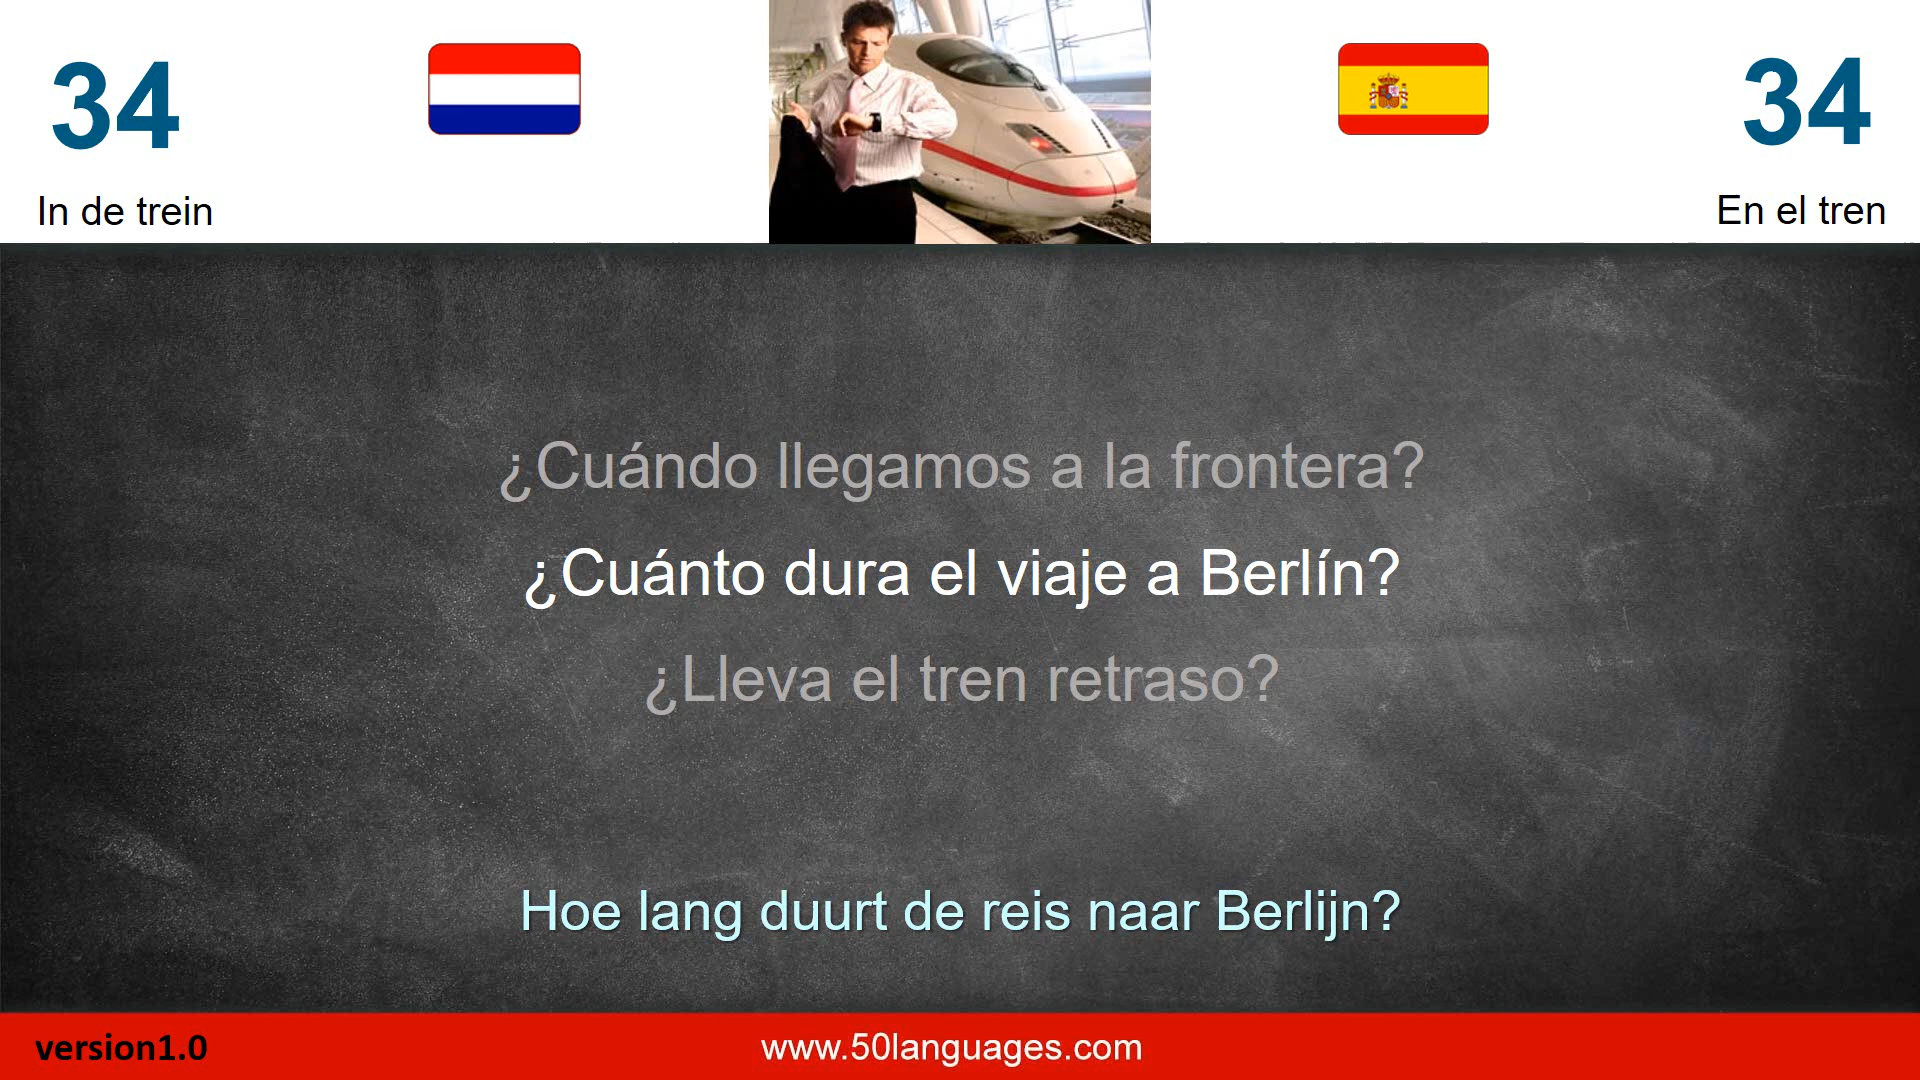 34
In de trein
34
En el tren
¿Cuándo llegamos a la frontera?
¿Cuánto dura el viaje a Berlín?
¿Lleva el tren retraso?
Hoe lang duurt de reis naar Berlijn?
version1.0
www.50languages.com